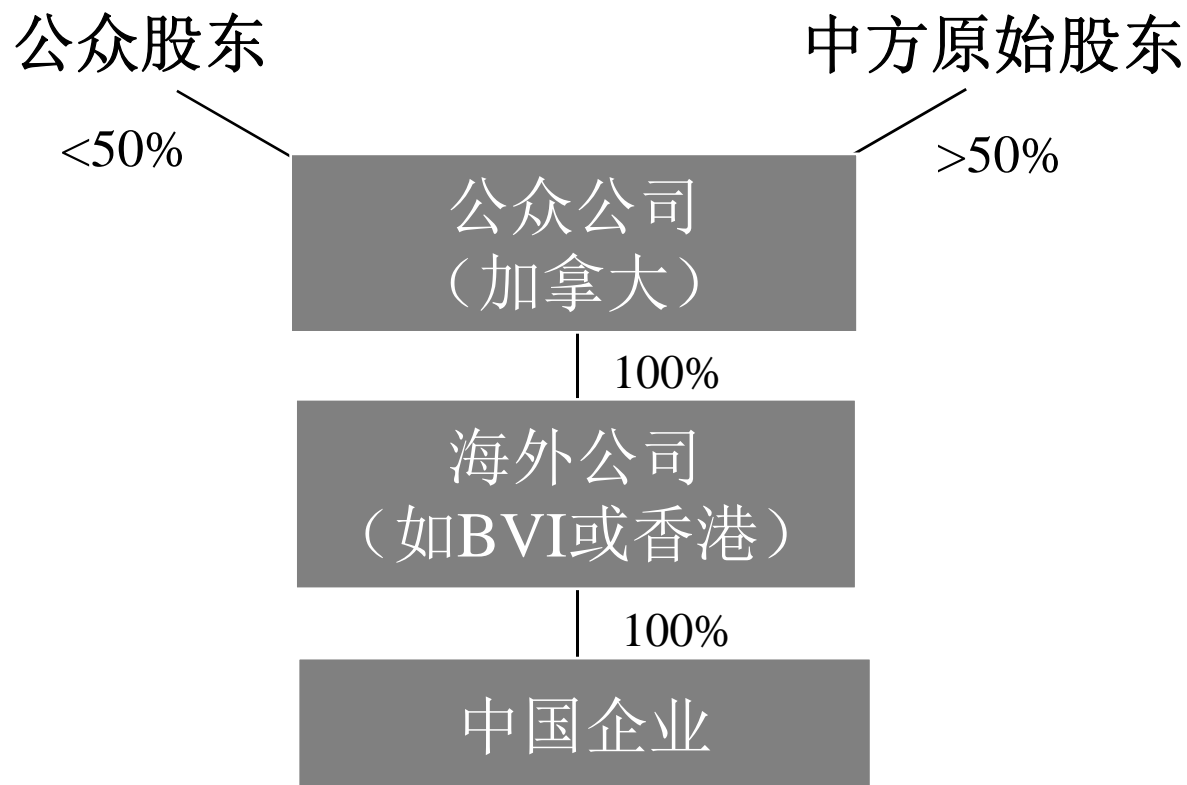 公众股东
中方原始股东
<50%
>50%
公众公司
（加拿大）
100%
海外公司
（如BVI或香港）
100%
中国企业